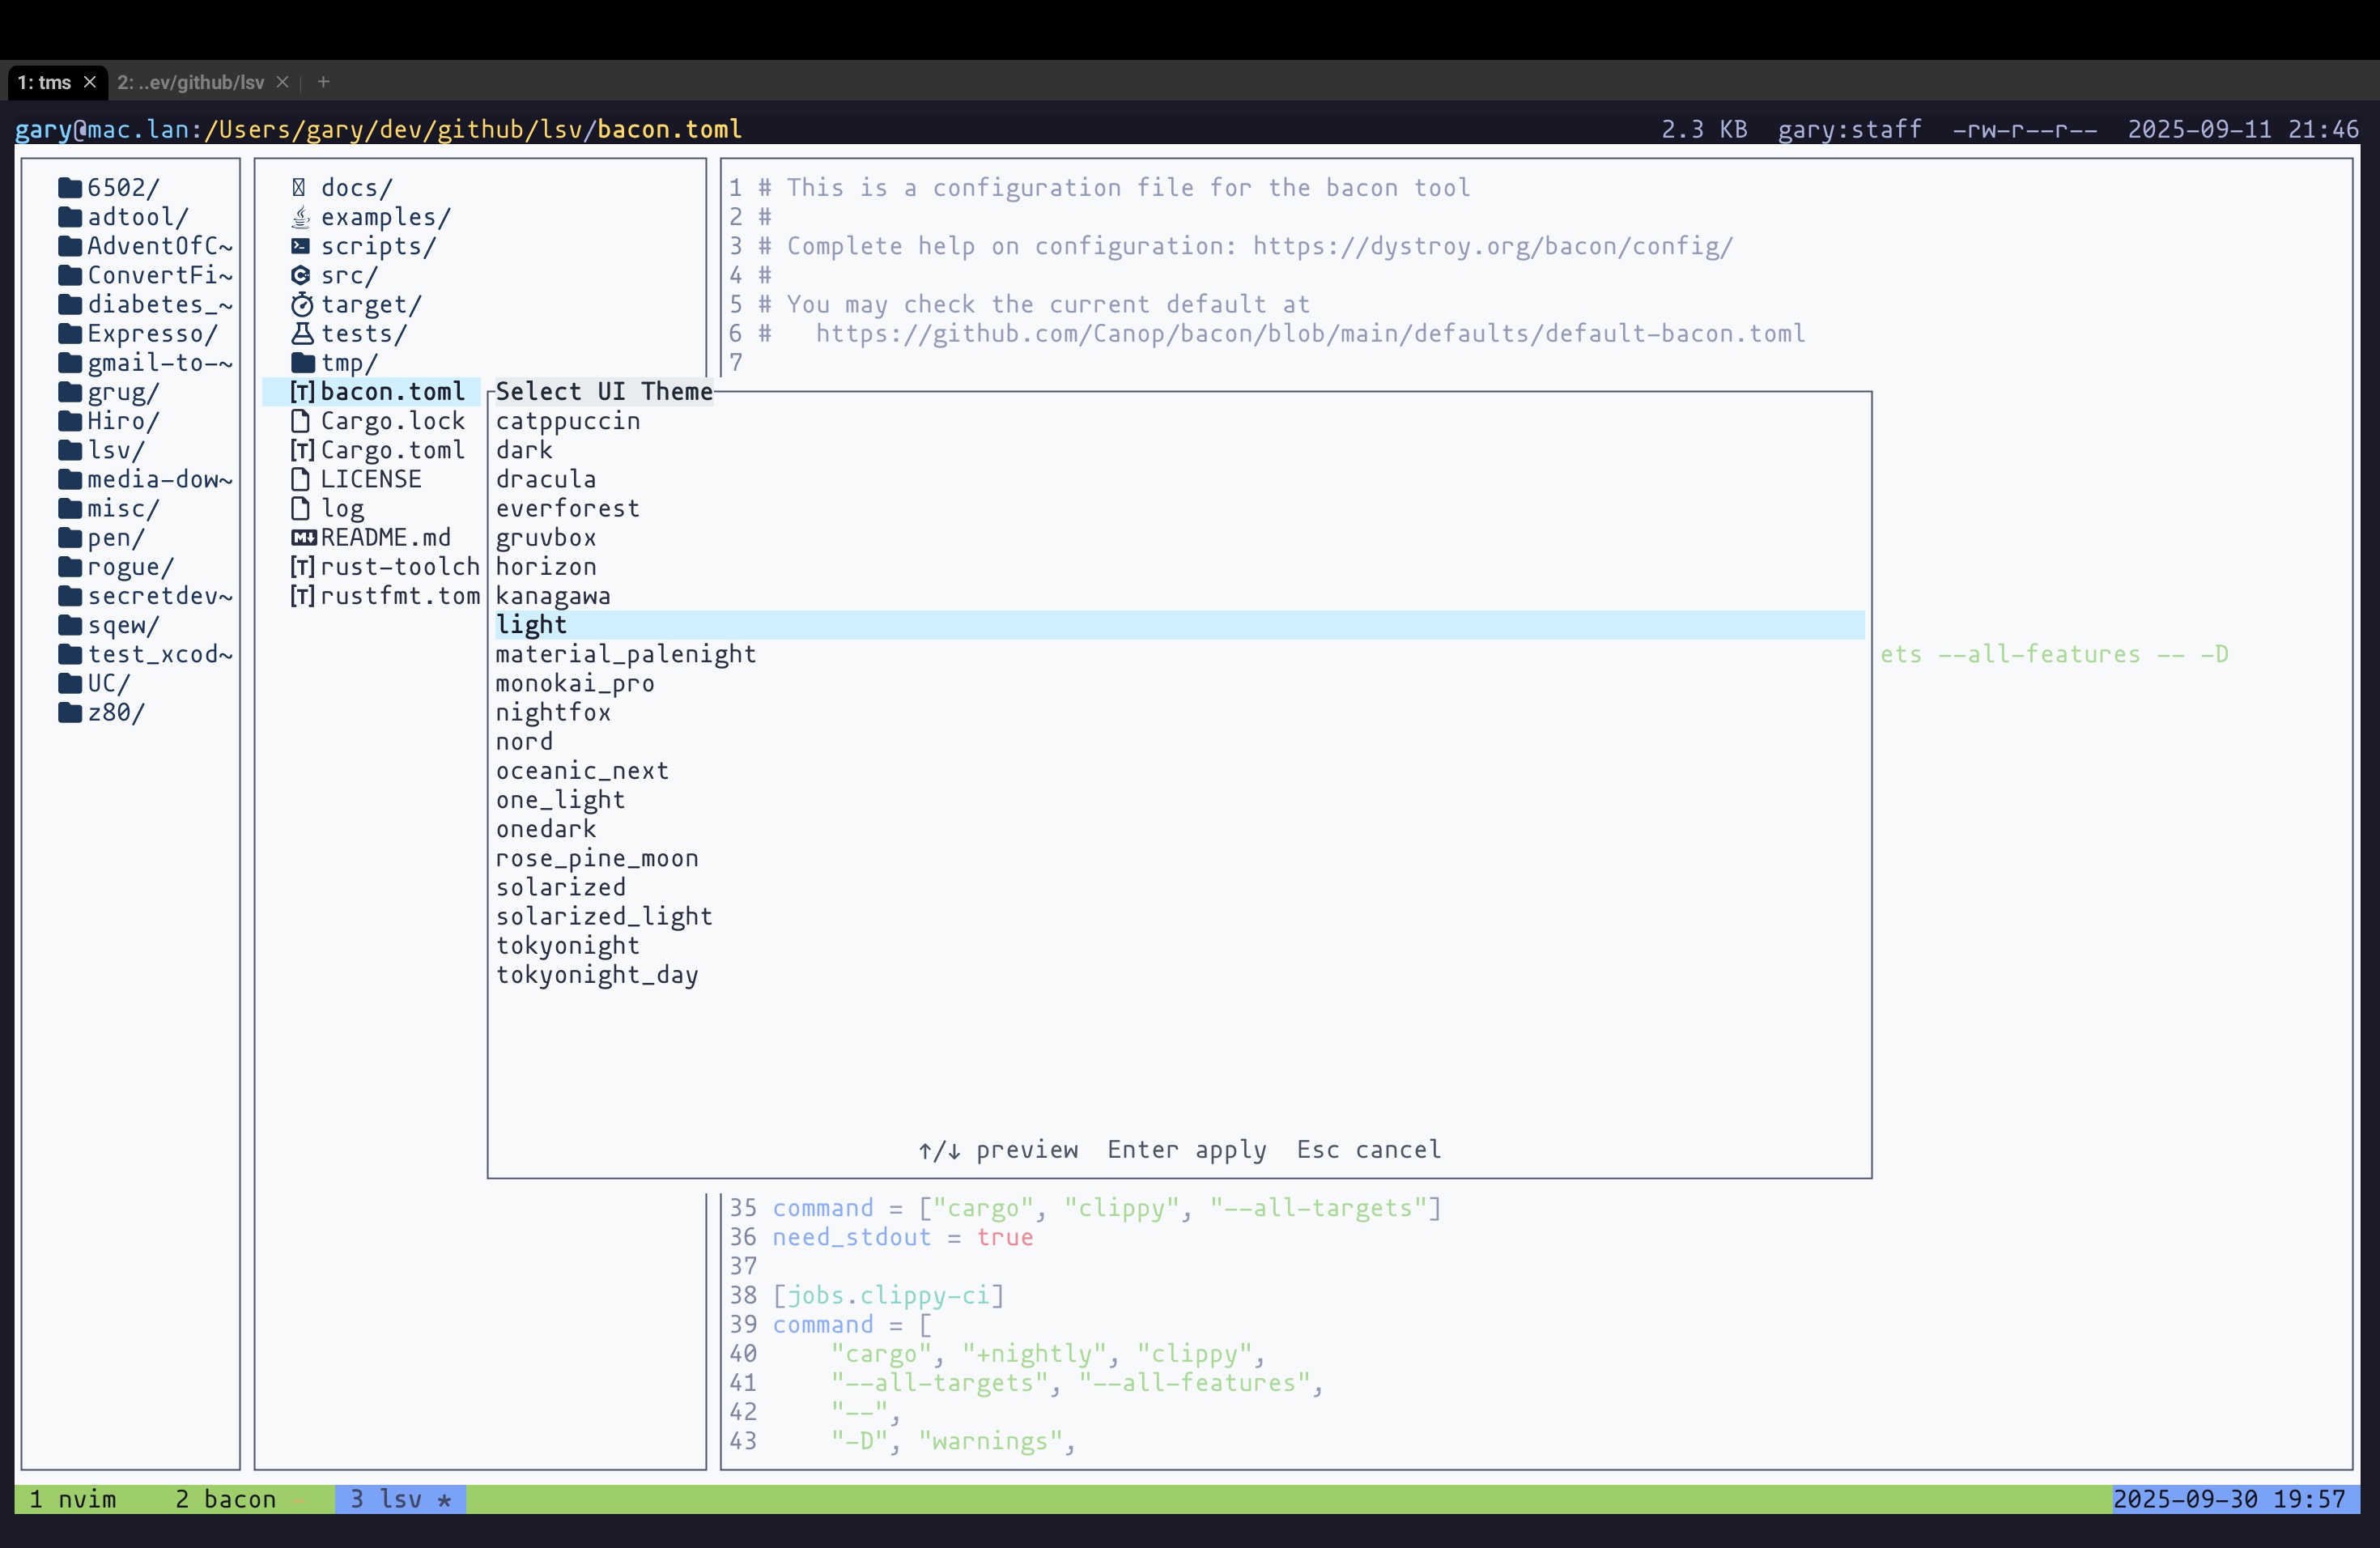 1: tms × 2: ..ev/github/lsv × +
gary@mac.lan:/Users/gary/dev/github/lsv/bacon.toml 2.3 KB gary:staff -rw-r--r-- 2025-09-11 21:46
6502/
adtool/
AdventOfC~
ConvertFi~
diabetes_~
Expresso/
gmail-to-~
grug/
Hiro/
lsv/
media-dow~
misc/
pen/
rogue/
secretdev~
sqew/
test_xcod~
UC/
z80/
docs/
examples/
scripts/
src/
target/
tests/
tmp/
[T] bacon.toml
Cargo.lock
[T] Cargo.toml
LICENSE
log
README.md
[T] rust-toolch
[T] rustfmt.tom
1 # This is a configuration file for the bacon tool
2 #
3 # Complete help on configuration: https://dystroy.org/bacon/config/
4 #
5 # You may check the current default at
6 #   https://github.com/Canop/bacon/blob/main/defaults/default-bacon.toml
7
Select UI Theme
catppuccin
dark
dracula
everforest
gruvbox
horizon
kanagawa
light
material_palenight
monokai_pro
nightfox
nord
oceanic_next
one_light
onedark
rose_pine_moon
solarized
solarized_light
tokyonight
tokyonight_day
↑/↓ preview  Enter apply  Esc cancel
ets --all-features -- -D
35 command = ["cargo", "clippy", "--all-targets"]
36 need_stdout = true
37
38 [jobs.clippy-ci]
39 command = [
40     "cargo", "+nightly", "clippy",
41     "--all-targets", "--all-features",
42     "--",
43     "-D", "warnings",
1 nvim 2 bacon - 3 lsv * 2025-09-30 19:57